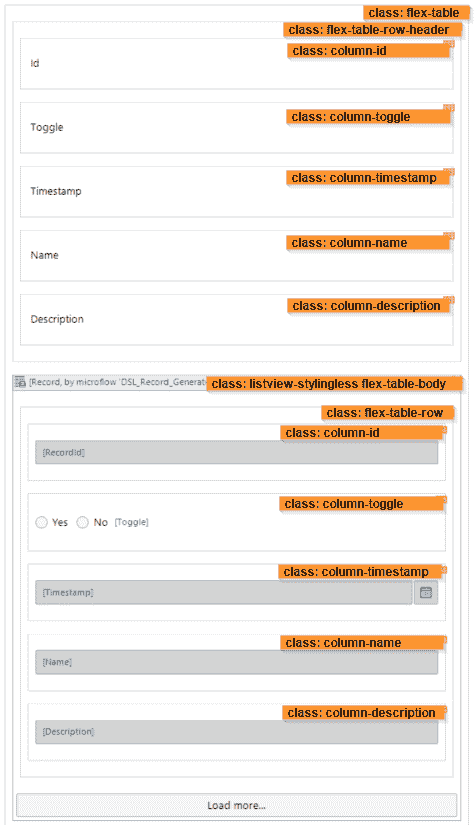 class: flex-table
class: flex-table-row-header
class: column-id
Id
class: column-toggle
Toggle
class: column-timestamp
Timestamp
class: column-name
Name
class: column-description
Description
[Record, by microflow 'DSL_Record_Generate
class: listview-stylingless flex-table-body
class: flex-table-row
class: column-id
[RecordId]
class: column-toggle
Yes No [Toggle]
class: column-timestamp
[Timestamp]
class: column-name
[Name]
class: column-description
[Description]
Load more...